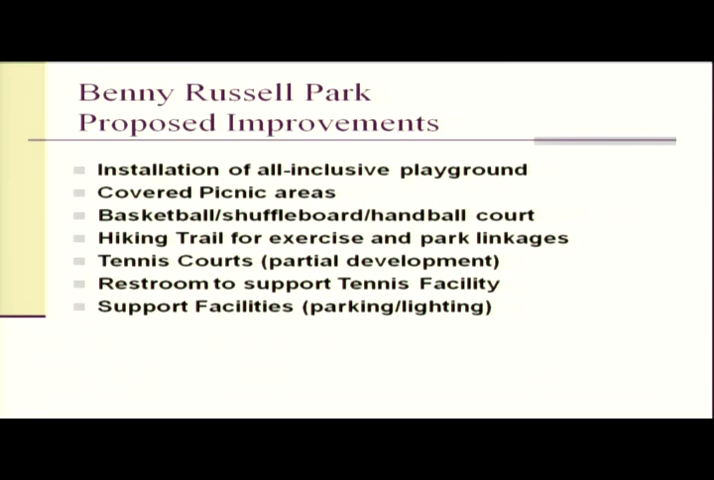 Benny Russell Park
Proposed Improvements
Installation of all-inclusive playground
Covered Picnic areas
Basketball/shuffleboard/handball court
Hiking Trail for exercise and park linkages
Tennis Courts (partial development)
Restroom to support Tennis Facility
Support Facilities (parking/lighting)